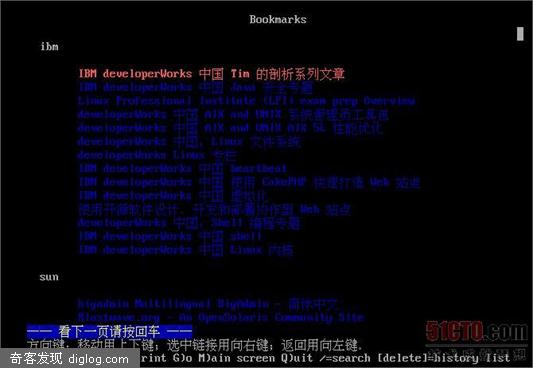 Bookmarks
ibm
IBM developerWorks 中国 Tim 的剖析系列文章
IBM developerWorks 中国 Java 安全专题
Linux Professional Institute (LPI) exam prep Overview
developerWorks 中国 AIX and UNIX 系统管理员工具包
developerWorks 中国 AIX and UNIX AIX 5L 性能优化
developerWorks 中国, Linux 文件系统
developerWorks Linux 专栏
IBM developerWorks 中国 Heartbeat
IBM developerWorks 中国 使用 CakePHP 快速打造 Web 站点
IBM developerWorks 中国 虚拟化
使用开源软件设计、开发和部署协作型 Web 站点
developerWorks 中国, Shell 编程专题
IBM developerWorks 中国 shell
IBM developerWorks 中国 Linux 内核
sun
bigadmin Multilingual BigAdmin - 简体中文
Blastwave.org - An OpenSolaris Community Site
─── 看下一页请按回车 ───
方向键，移动用上下键；选中链接用向右键；返回用向左键.
rint G)o M)ain screen Q)uit /=search [delete]=history list
51CTO.com
奇客发现 diglog.com